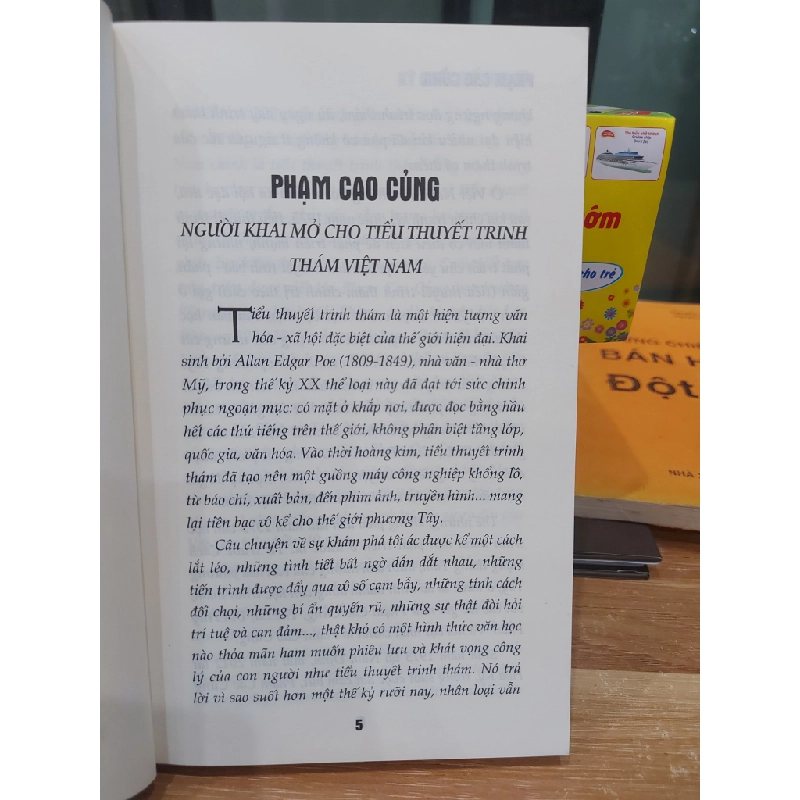 PHẠM CAO CỦNG
NGƯỜI KHAI MỞ CHO TIỂU THUYẾT TRINH
THÁM VIỆT NAM
Tiểu thuyết trinh thám là một hiện tượng văn
hóa - xã hội đặc biệt của thế giới hiện đại. Khai
sinh bởi Allan Edgar Poe (1809-1849), nhà văn - nhà thơ
Mỹ, trong thế kỷ XX thể loại này đã đạt tới sức chinh
phục ngoạn mục: có mặt ở khắp nơi, được đọc bằng hầu
hết các thứ tiếng trên thế giới, không phân biệt tầng lớp,
quốc gia, văn hóa. Vào thời hoàng kim, tiểu thuyết trinh
thám đã tạo nên một guồng máy công nghiệp khổng lồ,
từ báo chí, xuất bản, đến phim ảnh, truyền hình... mang
lại tiền bạc vô kể cho thế giới phương Tây.
Câu chuyện về sự khám phá tội ác được kể một cách
lắt léo, những tình tiết bất ngờ dẫn dắt nhau, những
tiến trình được đẩy qua vô số cạm bẫy, những tính cách
đối chọi, những bí ẩn quyến rũ, những sự thật đòi hỏi
trí tuệ và can đảm..., thật khó có một hình thức văn học
nào thỏa mãn ham muốn phiêu lưu và khát vọng công
lý của con người như tiểu thuyết trinh thám. Nó trả
lời vì sao suốt hơn một thế kỷ rưỡi nay, nhân loại vẫn
5
ớm
cho trẻ
BÁN H
Đột
NHÀ